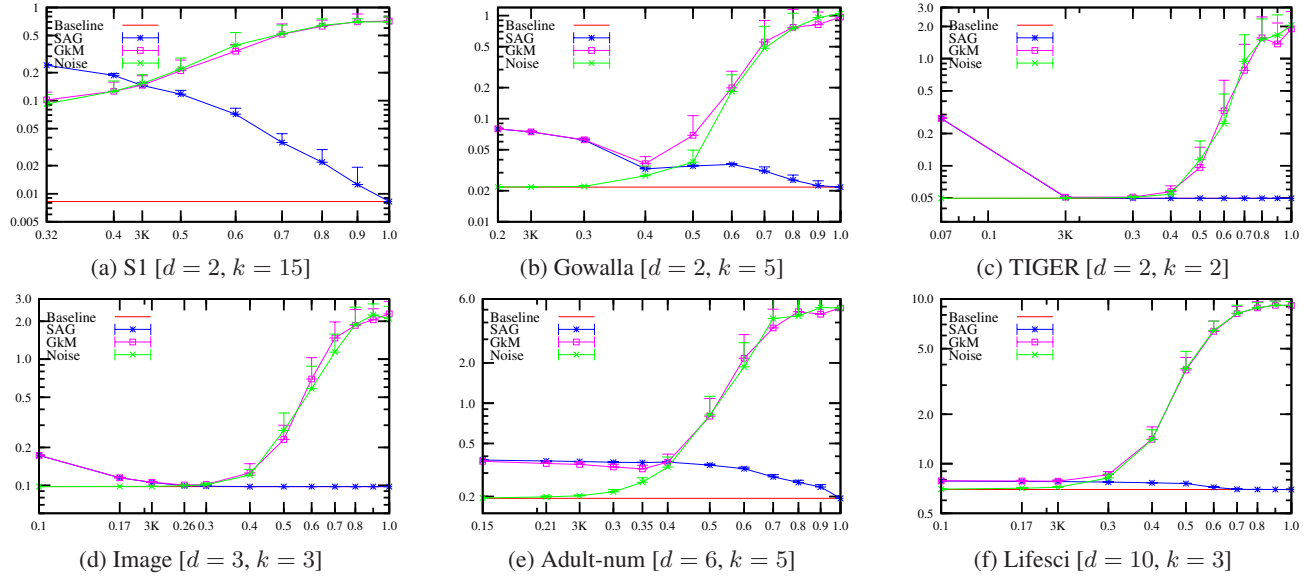 Baseline
SAG
GkM
Noise
1
0.5
0.2
0.1
0.05
0.02
0.01
0.005
0.32 0.4 3K 0.5 0.6 0.7 0.8 0.9 1.0
(a) S1 [d = 2, k = 15]
Baseline
SAG
GkM
Noise
1
0.5
0.1
0.05
0.02
0.01
0.2 3K 0.3 0.4 0.5 0.6 0.7 0.8 0.9 1.0
(b) Gowalla [d = 2, k = 5]
Baseline
SAG
GkM
Noise
2.0
1.0
0.5
0.1
0.05
0.07 0.1 3K 0.3 0.4 0.5 0.6 0.7 0.8 1.0
(c) TIGER [d = 2, k = 2]
Baseline
SAG
GkM
Noise
3.0
2.0
1.0
0.5
0.2
0.1
0.1 0.17 3K 0.26 0.3 0.4 0.5 0.6 0.7 0.8 1.0
(d) Image [d = 3, k = 3]
Baseline
SAG
GkM
Noise
6.0
4.0
2.0
1.0
0.5
0.4
0.2
0.15 0.21 3K 0.3 0.35 0.4 0.5 0.6 0.7 0.8 0.9 1.0
(e) Adult-num [d = 6, k = 5]
Baseline
SAG
GkM
Noise
10.0
5.0
2.0
1.0
0.5
0.1 0.17 3K 0.3 0.4 0.5 0.6 0.7 0.8 1.0
(f) Lifesci [d = 10, k = 3]